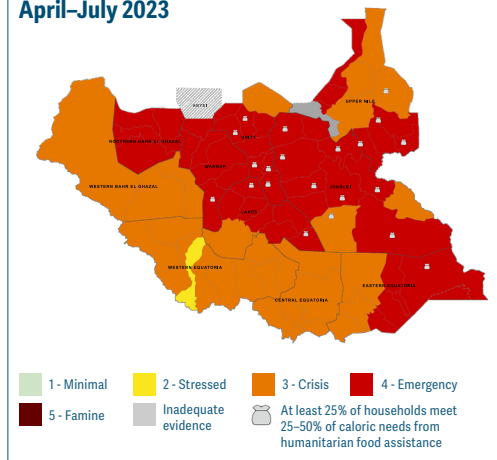 April–July 2023
ABYEI
UPPER NILE
UNITY
NORTHERN BAHR EL GHAZAL
WARRAP
WESTERN BAHR EL GHAZAL
JONGLEI
LAKES
WESTERN EQUATORIA
EASTERN EQUATORIA
CENTRAL EQUATORIA
1 - Minimal
2 - Stressed
3 - Crisis
4 - Emergency
5 - Famine
Inadequate
evidence
At least 25% of households meet
25–50% of caloric needs from
humanitarian food assistance